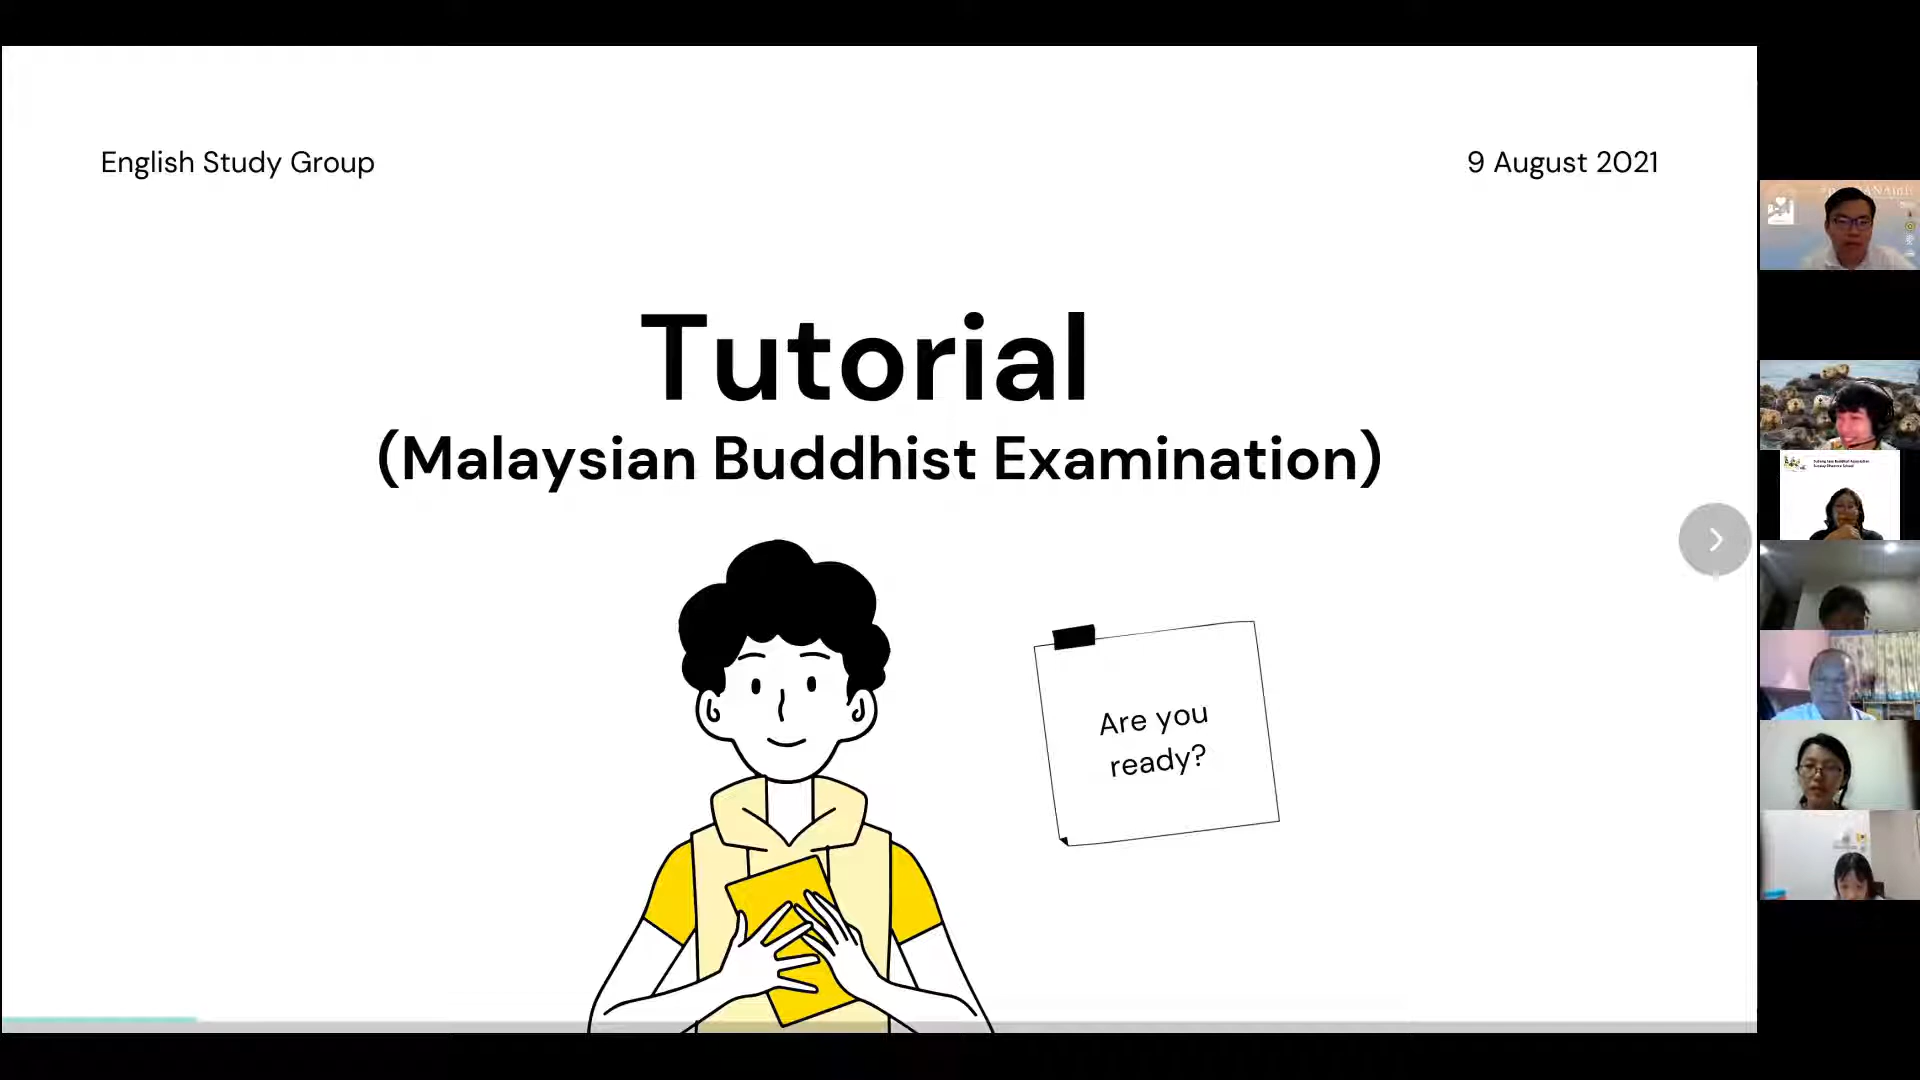 English Study Group
9 August 2021
Tutorial
(Malaysian Buddhist Examination)
Are you
ready?